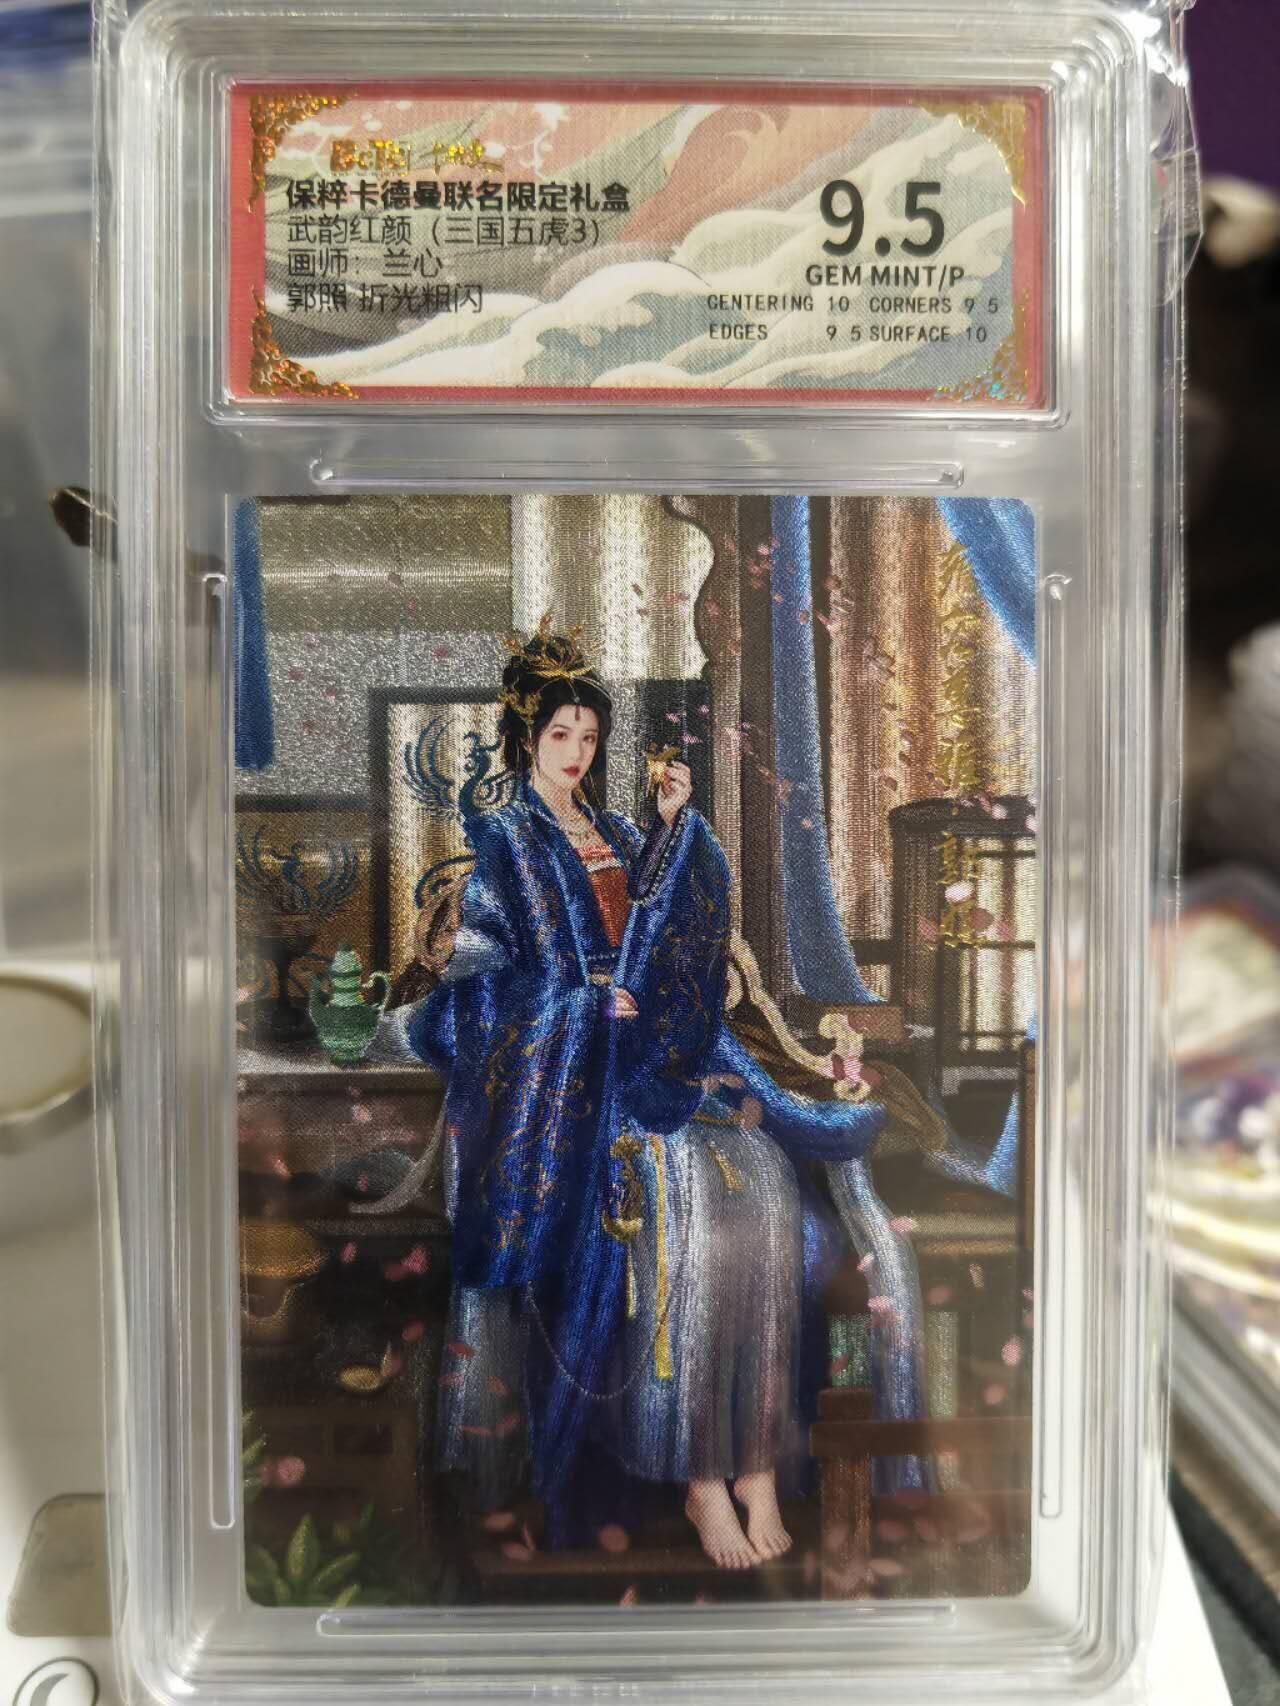 保粹卡德曼联名限定礼盒
武韵红颜（三国五虎3）
画师： 兰心
郭照 折光粗闪
9.5
GEM MINT/P
CENTERING 10 CORNERS 9 5
EDGES 9 5 SURFACE 10